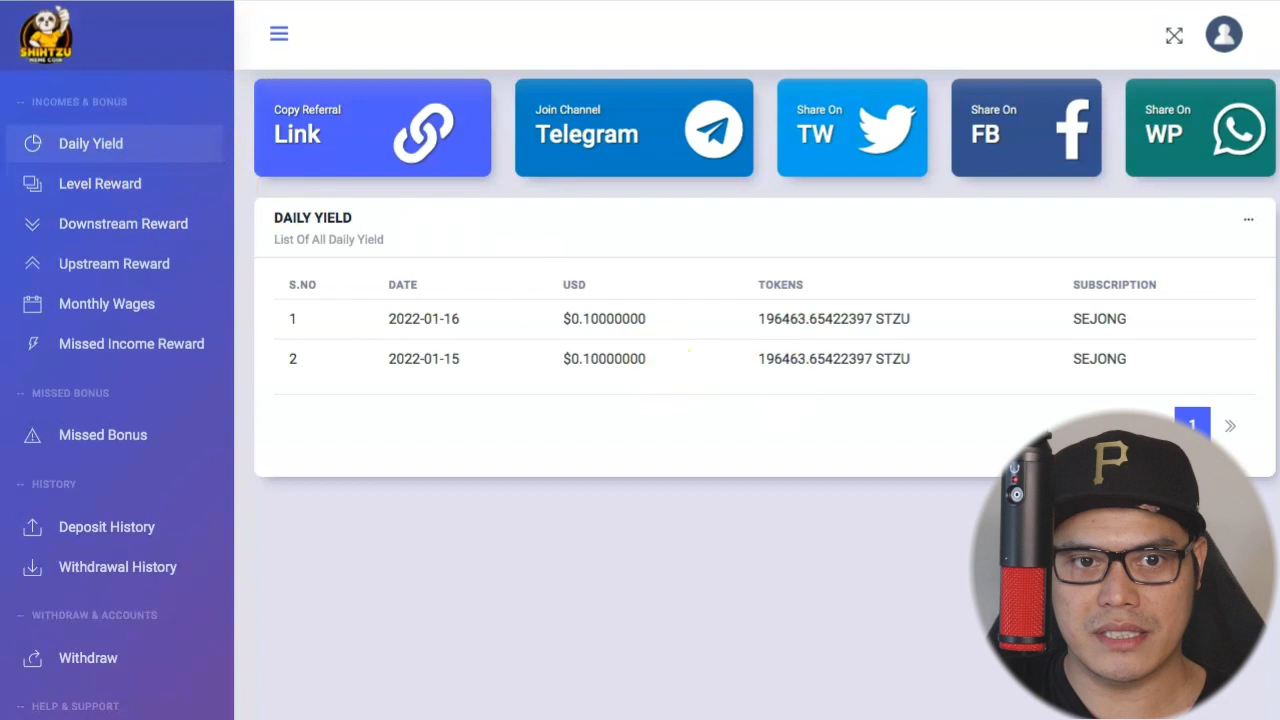 SHIHTZU
MEME COIN
-- INCOMES & BONUS
Daily Yield
Level Reward
Downstream Reward
Upstream Reward
Monthly Wages
Missed Income Reward
-- MISSED BONUS
Missed Bonus
-- HISTORY
Deposit History
Withdrawal History
-- WITHDRAW & ACCOUNTS
Withdraw
-- HELP & SUPPORT
Copy Referral
Link
Join Channel
Telegram
Share On
TW
Share On
FB
Share On
WP
DAILY YIELD
List Of All Daily Yield
S.NO DATE USD TOKENS SUBSCRIPTION
1 2022-01-16 $0.10000000 196463.65422397 STZU SEJONG
2 2022-01-15 $0.10000000 196463.65422397 STZU SEJONG
1 »
P